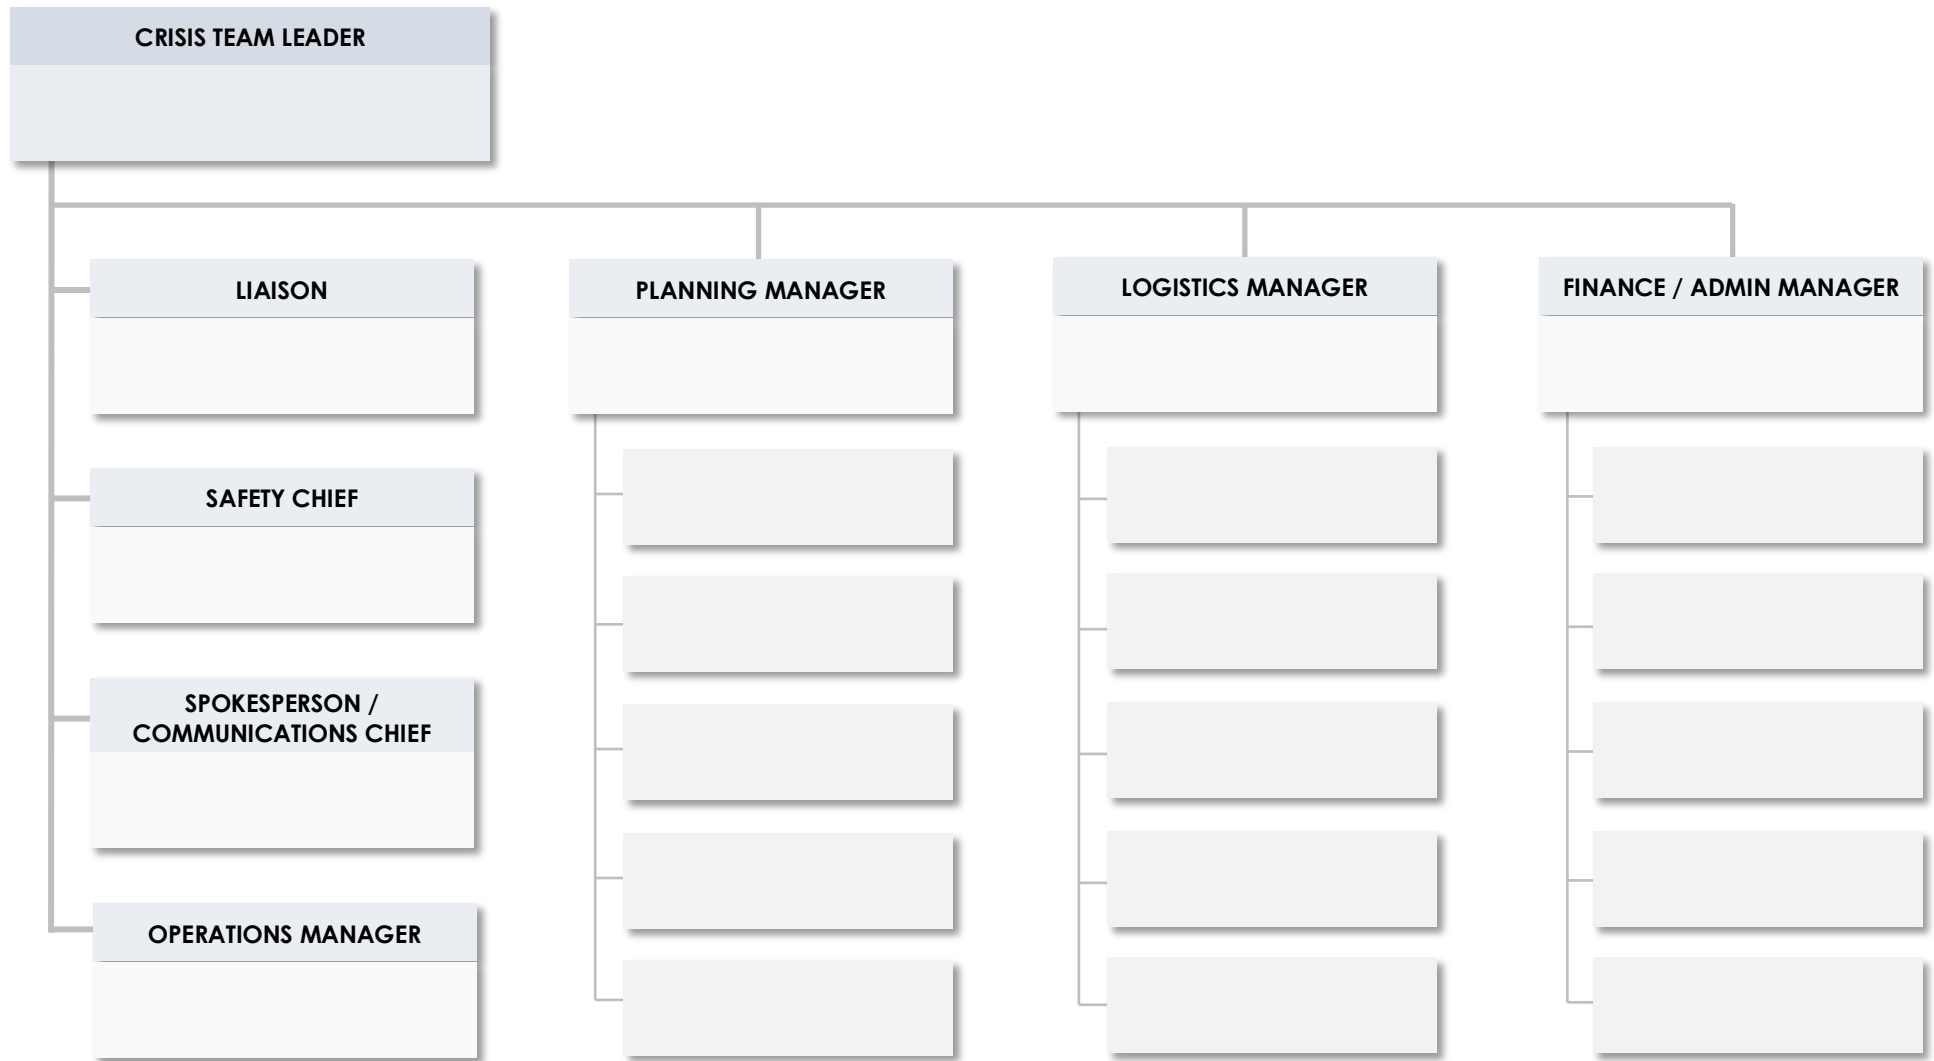 CRISIS TEAM LEADER
LIAISON
PLANNING MANAGER
LOGISTICS MANAGER
FINANCE / ADMIN MANAGER
SAFETY CHIEF
SPOKESPERSON /
COMMUNICATIONS CHIEF
OPERATIONS MANAGER